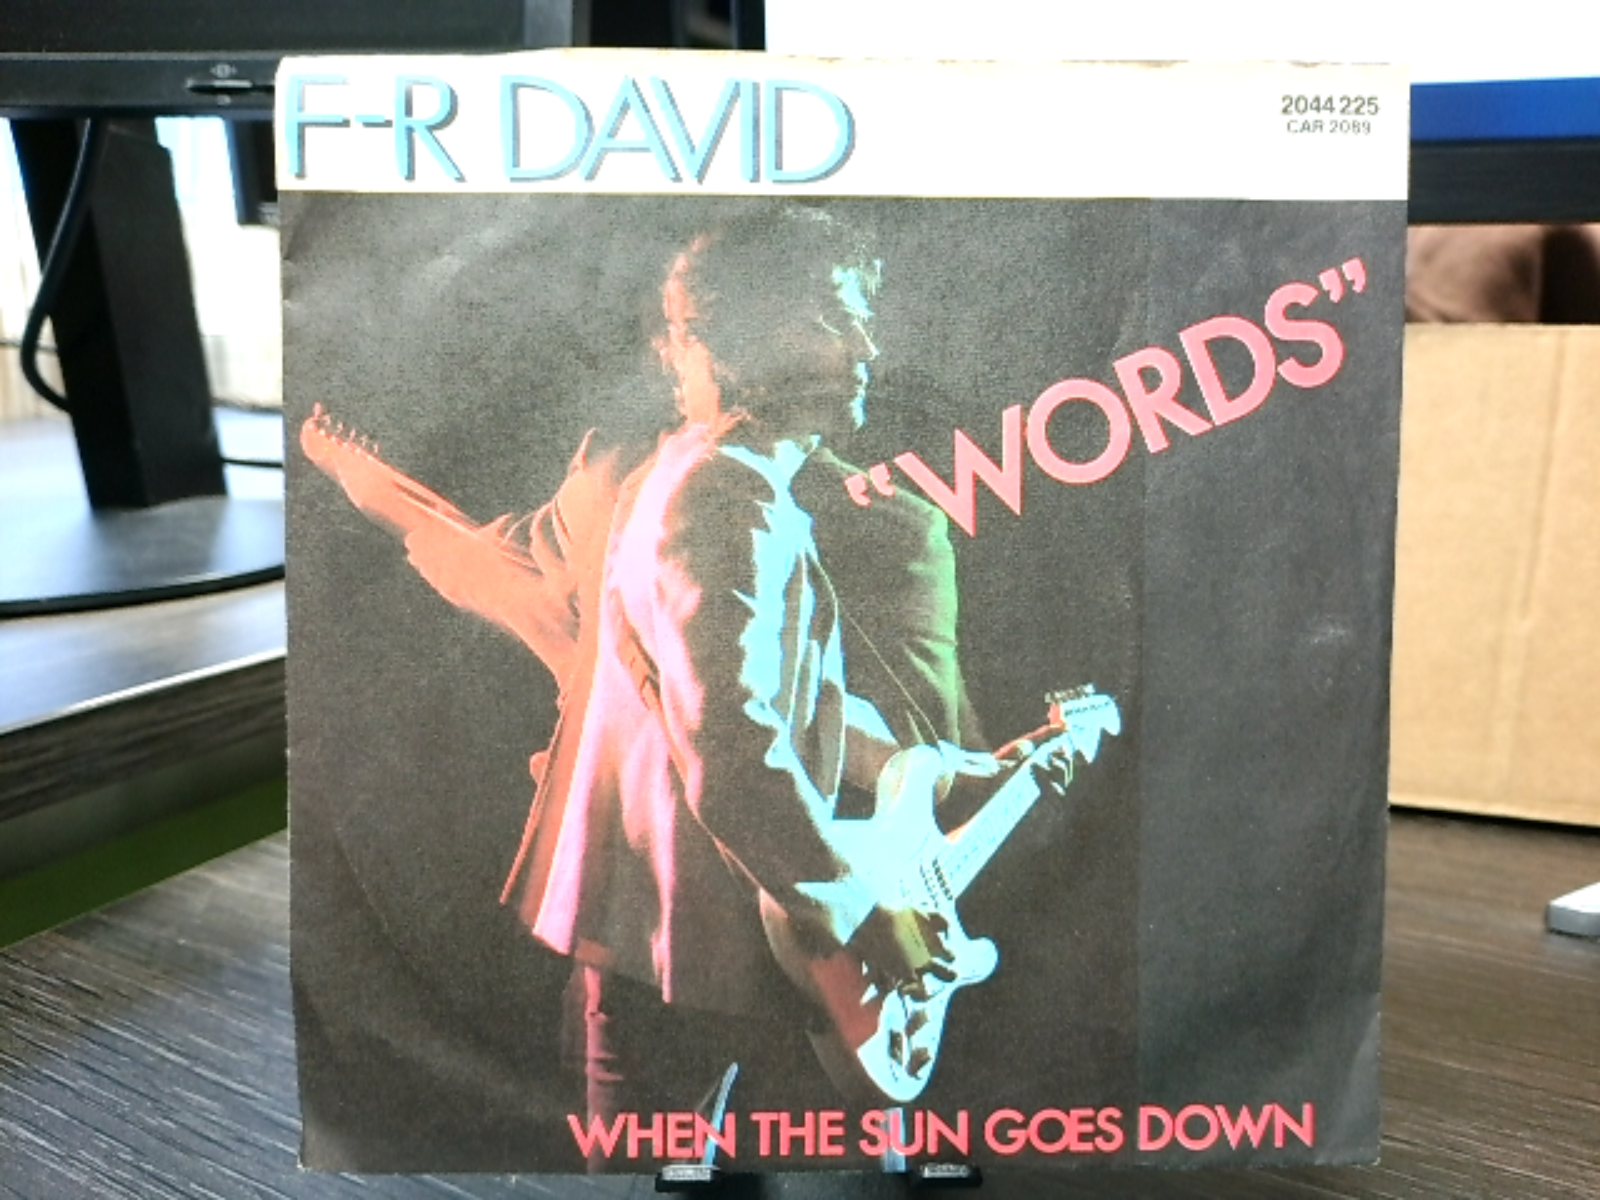 F-R DAVID
2044 225
CAR 2089
"WORDS"
WHEN THE SUN GOES DOWN